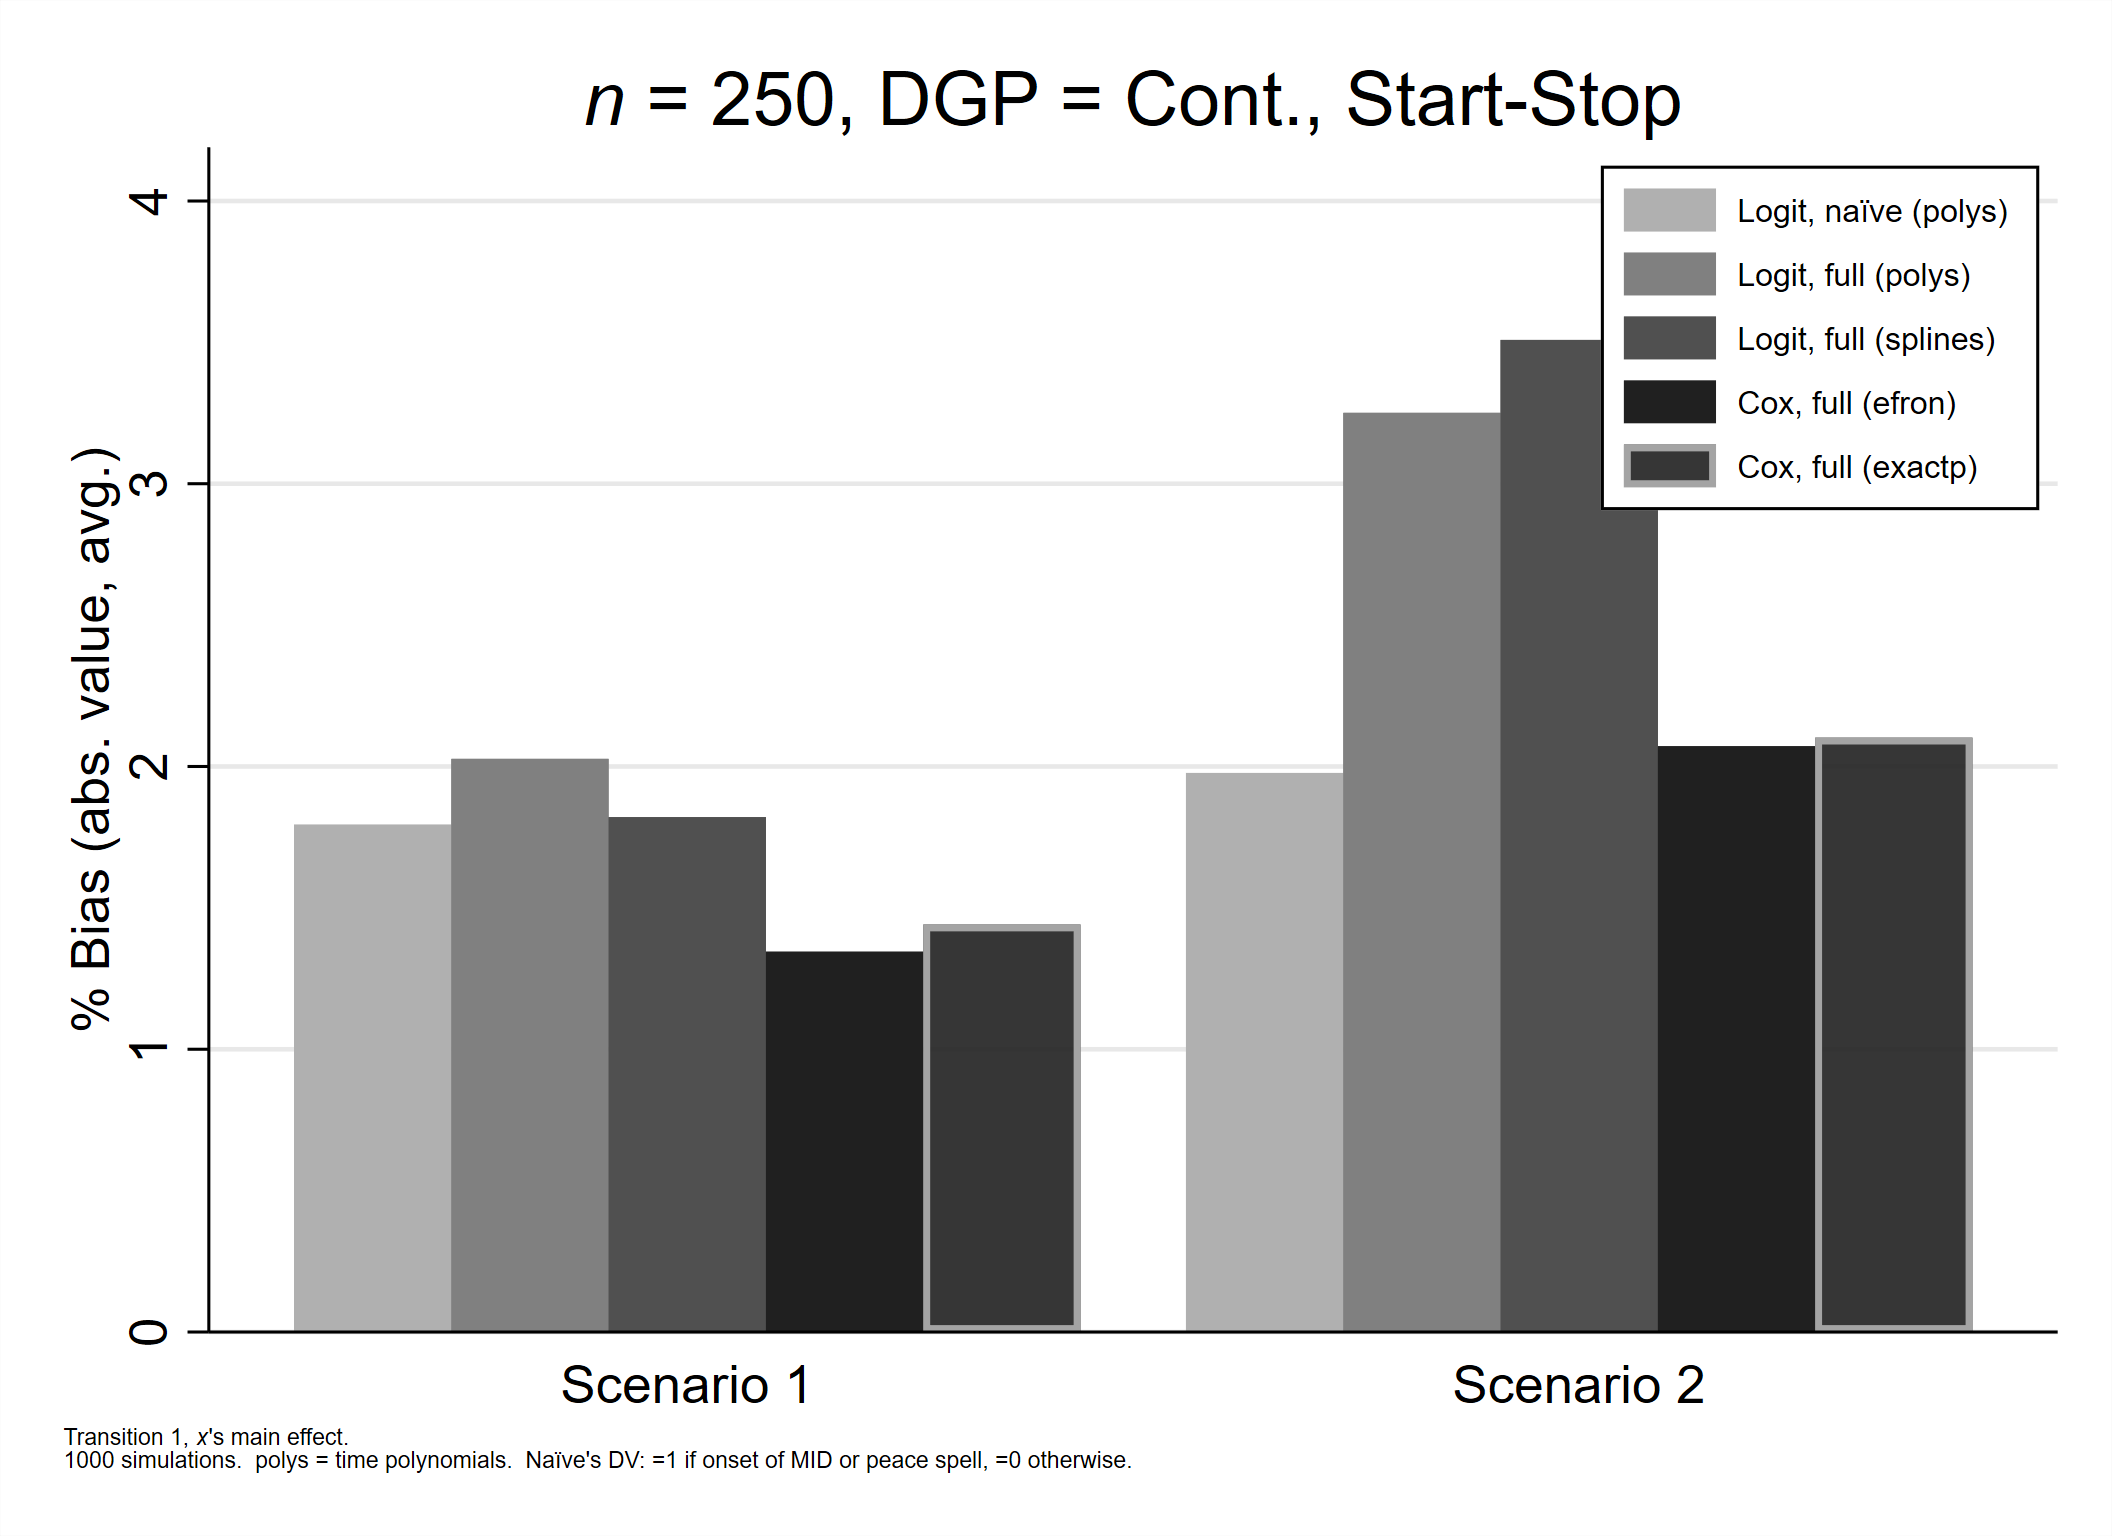 n = 250, DGP = Cont., Start-Stop
% Bias (abs. value, avg.)
4
3
2
1
0
Logit, naïve (polys)
Logit, full (polys)
Logit, full (splines)
Cox, full (efron)
Cox, full (exactp)
Scenario 1
Scenario 2
Transition 1, x's main effect.
1000 simulations.  polys = time polynomials.  Naïve's DV: =1 if onset of MID or peace spell, =0 otherwise.